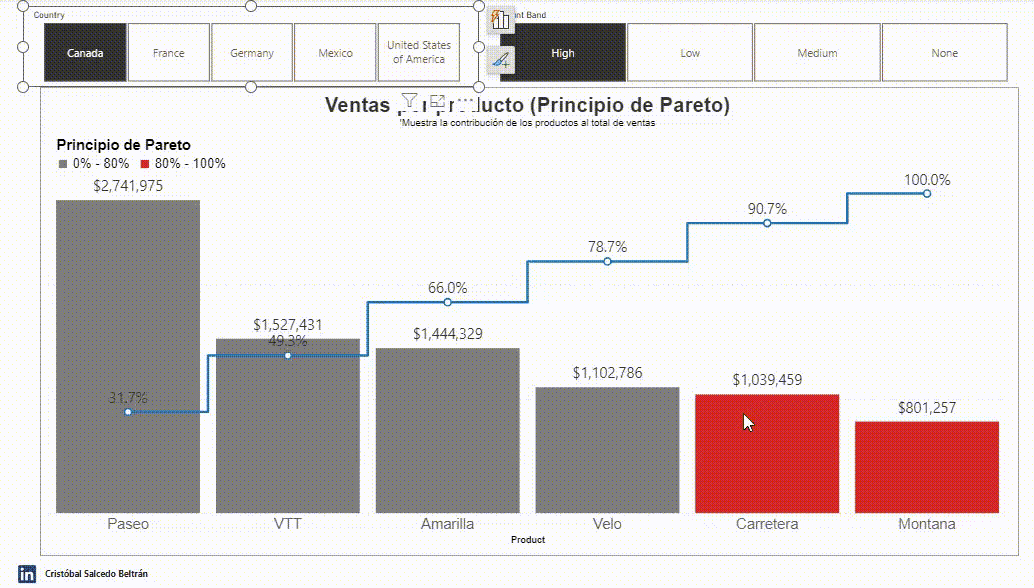 Country
nt Band
Canada
France
Germany
Mexico
United States
of America
High
Low
Medium
None
Ventas por producto (Principio de Pareto)
*Muestra la contribución de los productos al total de ventas
Principio de Pareto
0% - 80%
80% - 100%
$2,741,975
100.0%
90.7%
78.7%
66.0%
$1,527,431
49.3%
$1,444,329
$1,102,786
$1,039,459
31.7%
$801,257
Paseo
VTT
Amarilla
Velo
Carretera
Montana
Product
in
Cristóbal Salcedo Beltrán